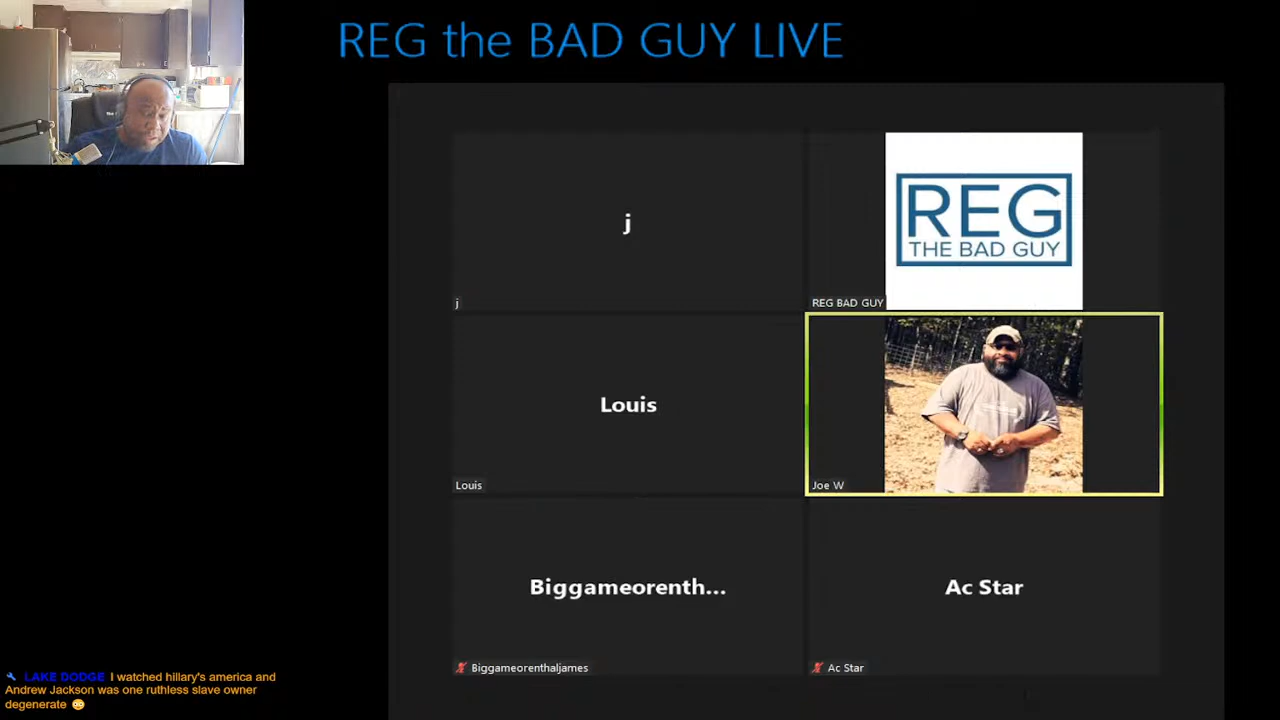 REG the BAD GUY LIVE
j
REG
THE BAD GUY
j
REG BAD GUY
Louis
Louis
Joe W
Biggameorenth...
Ac Star
Biggameorenthaljames
Ac Star
LAKE DODGE I watched hillary's america and
Andrew Jackson was one ruthless slave owner
degenerate 😳